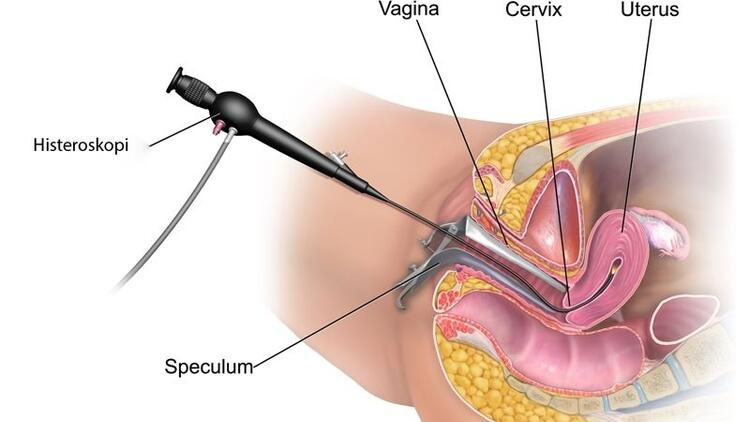 Vagina
Cervix
Uterus
Histeroskopi
Speculum